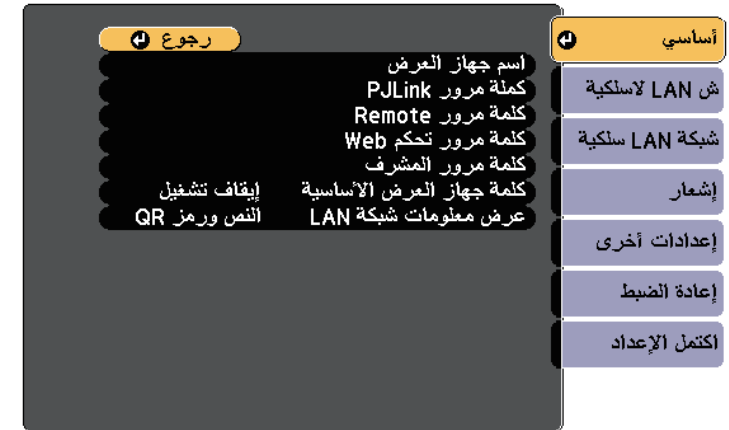 أساسي
ش LAN لاسلكية
شبكة LAN سلكية
إشعار
إعدادات أخرى
إعادة الضبط
اكتمل الإعداد
رجوع
اسم جهاز العرض
كملة مرور PJLink
كلمة مرور Remote
كلمة مرور تحكم Web
كلمة مرور المشرف
كلمة جهاز العرض الأساسية إيقاف تشغيل
عرض معلومات شبكة LAN النص ورمز QR